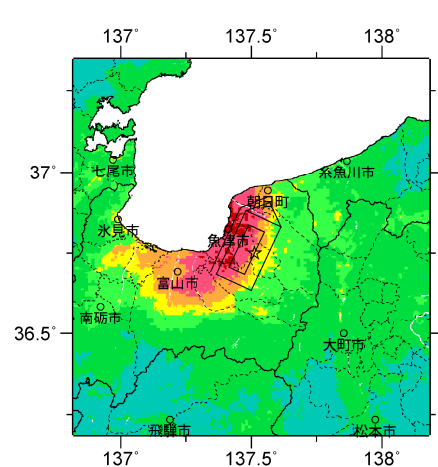 137° 137.5° 138°
37°
七尾市
糸魚川市
朝日町
氷見市
魚津市
富山市
南砺市
36.5°
大町市
飛騨市
松本市
137° 137.5° 138°